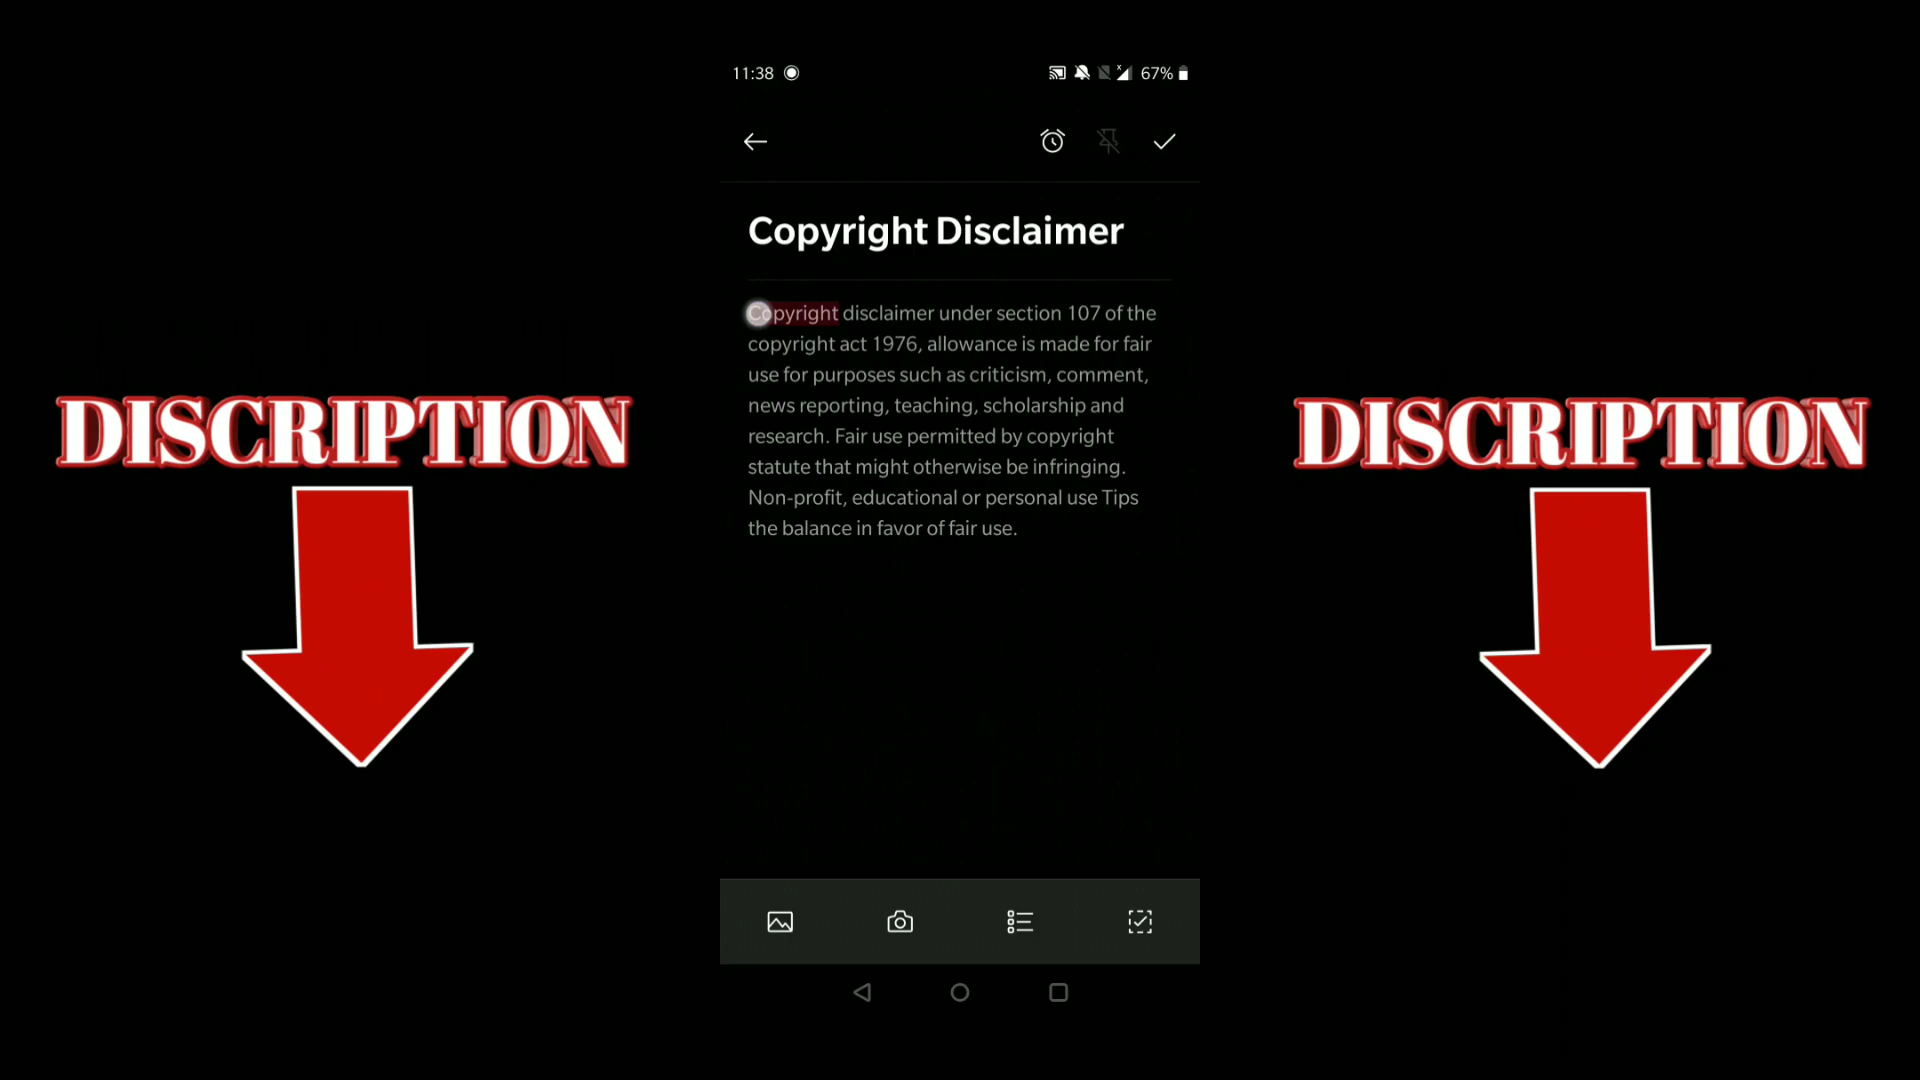 11:38
67%
Copyright Disclaimer
Copyright disclaimer under section 107 of the
copyright act 1976, allowance is made for fair
use for purposes such as criticism, comment,
news reporting, teaching, scholarship and
research. Fair use permitted by copyright
statute that might otherwise be infringing.
Non-profit, educational or personal use Tips
the balance in favor of fair use.
DISCRIPTION
DISCRIPTION